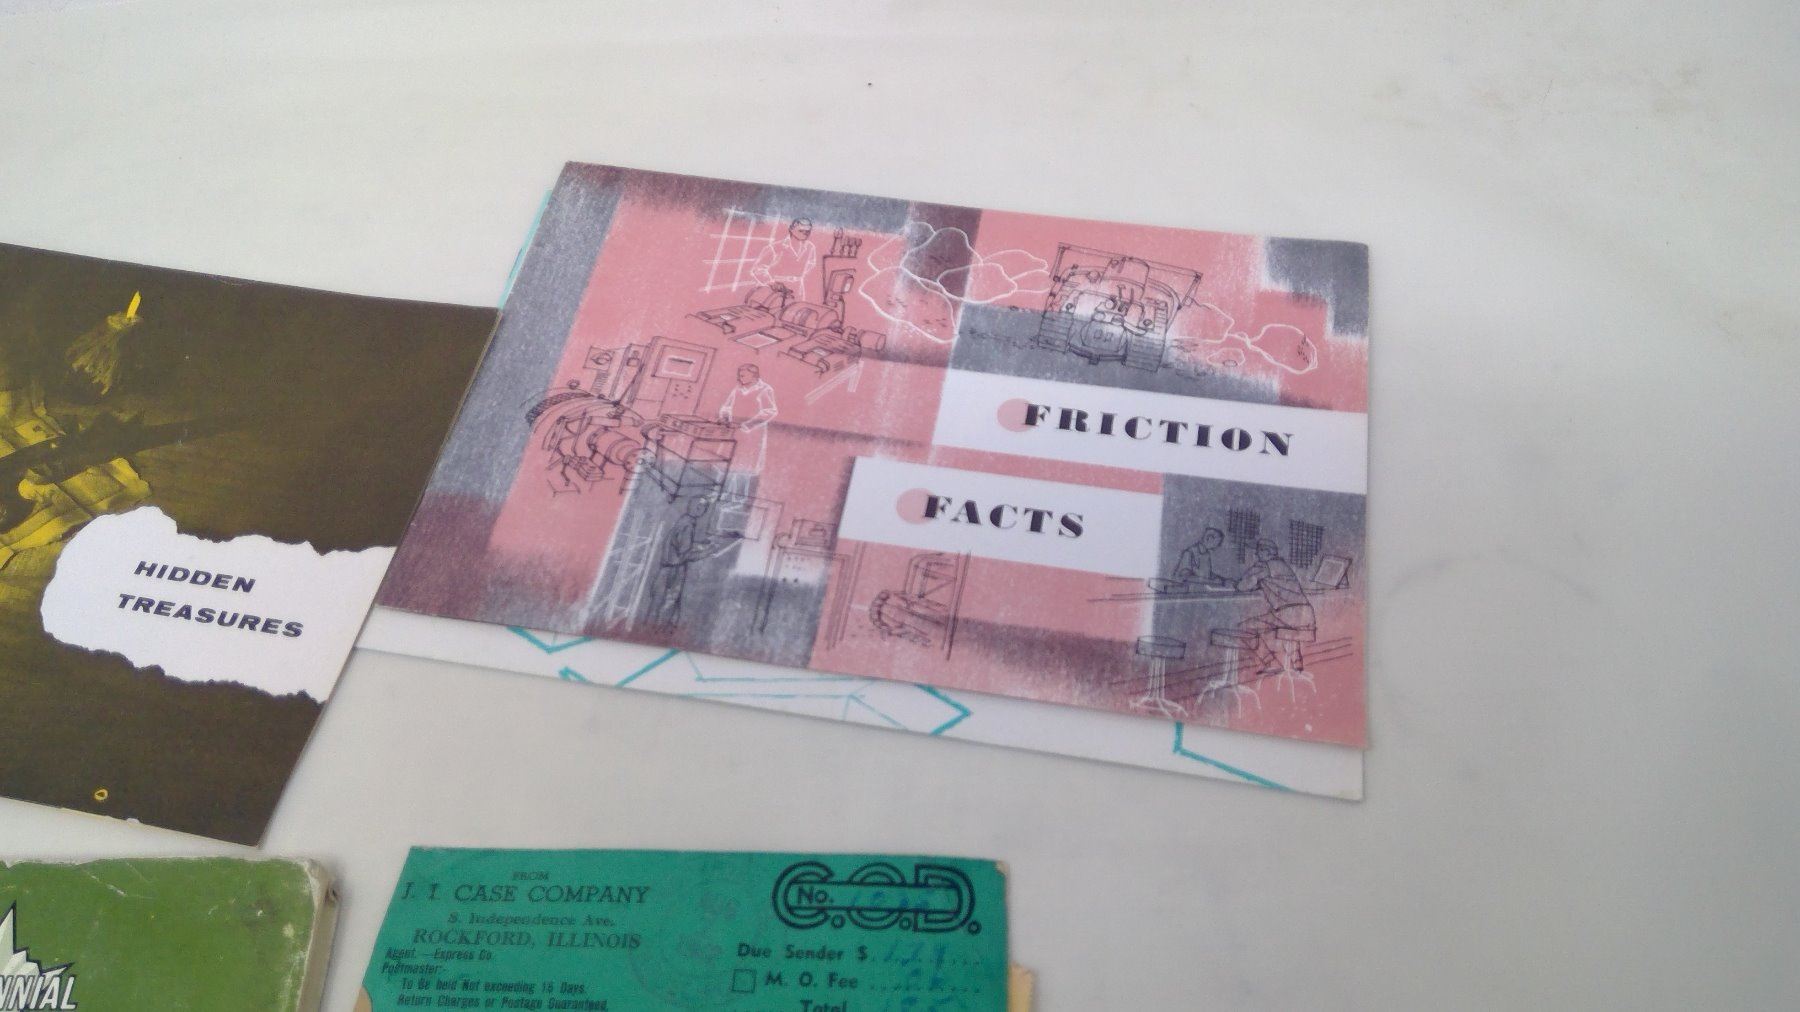 FRICTION
FACTS
HIDDEN
TREASURES
NNIAL
FROM
J. I. CASE COMPANY
S. Independence Ave.
ROCKFORD, ILLINOIS
Agent.—Express Co.
Postmaster:-
To Be held Not exceeding 15 Days.
Return Charges or Postage Guaranteed.
C.O.D.
No.
Due Sender $
M. O. Fee
Total